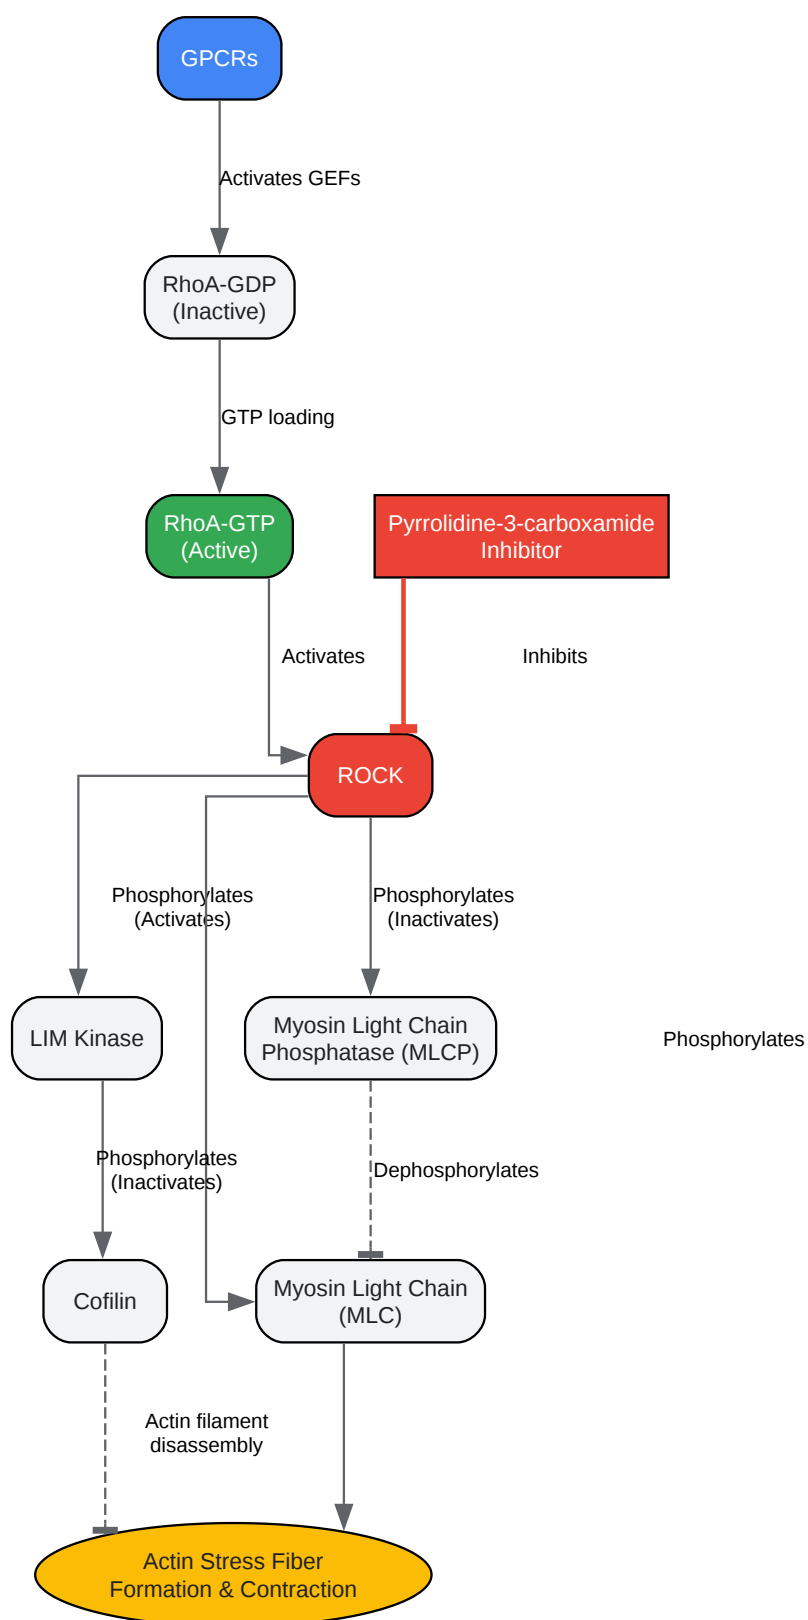 GPCRs
Activates GEFs
RhoA-GDP
(Inactive)
GTP loading
RhoA-GTP
(Active)
Pyrrolidine-3-carboxamide
Inhibitor
Activates
Inhibits
ROCK
Phosphorylates
(Activates)
Phosphorylates
(Inactivates)
LIM Kinase
Myosin Light Chain
Phosphatase (MLCP)
Phosphorylates
Phosphorylates
(Inactivates)
Dephosphorylates
Cofilin
Myosin Light Chain
(MLC)
Actin filament
disassembly
Actin Stress Fiber
Formation & Contraction